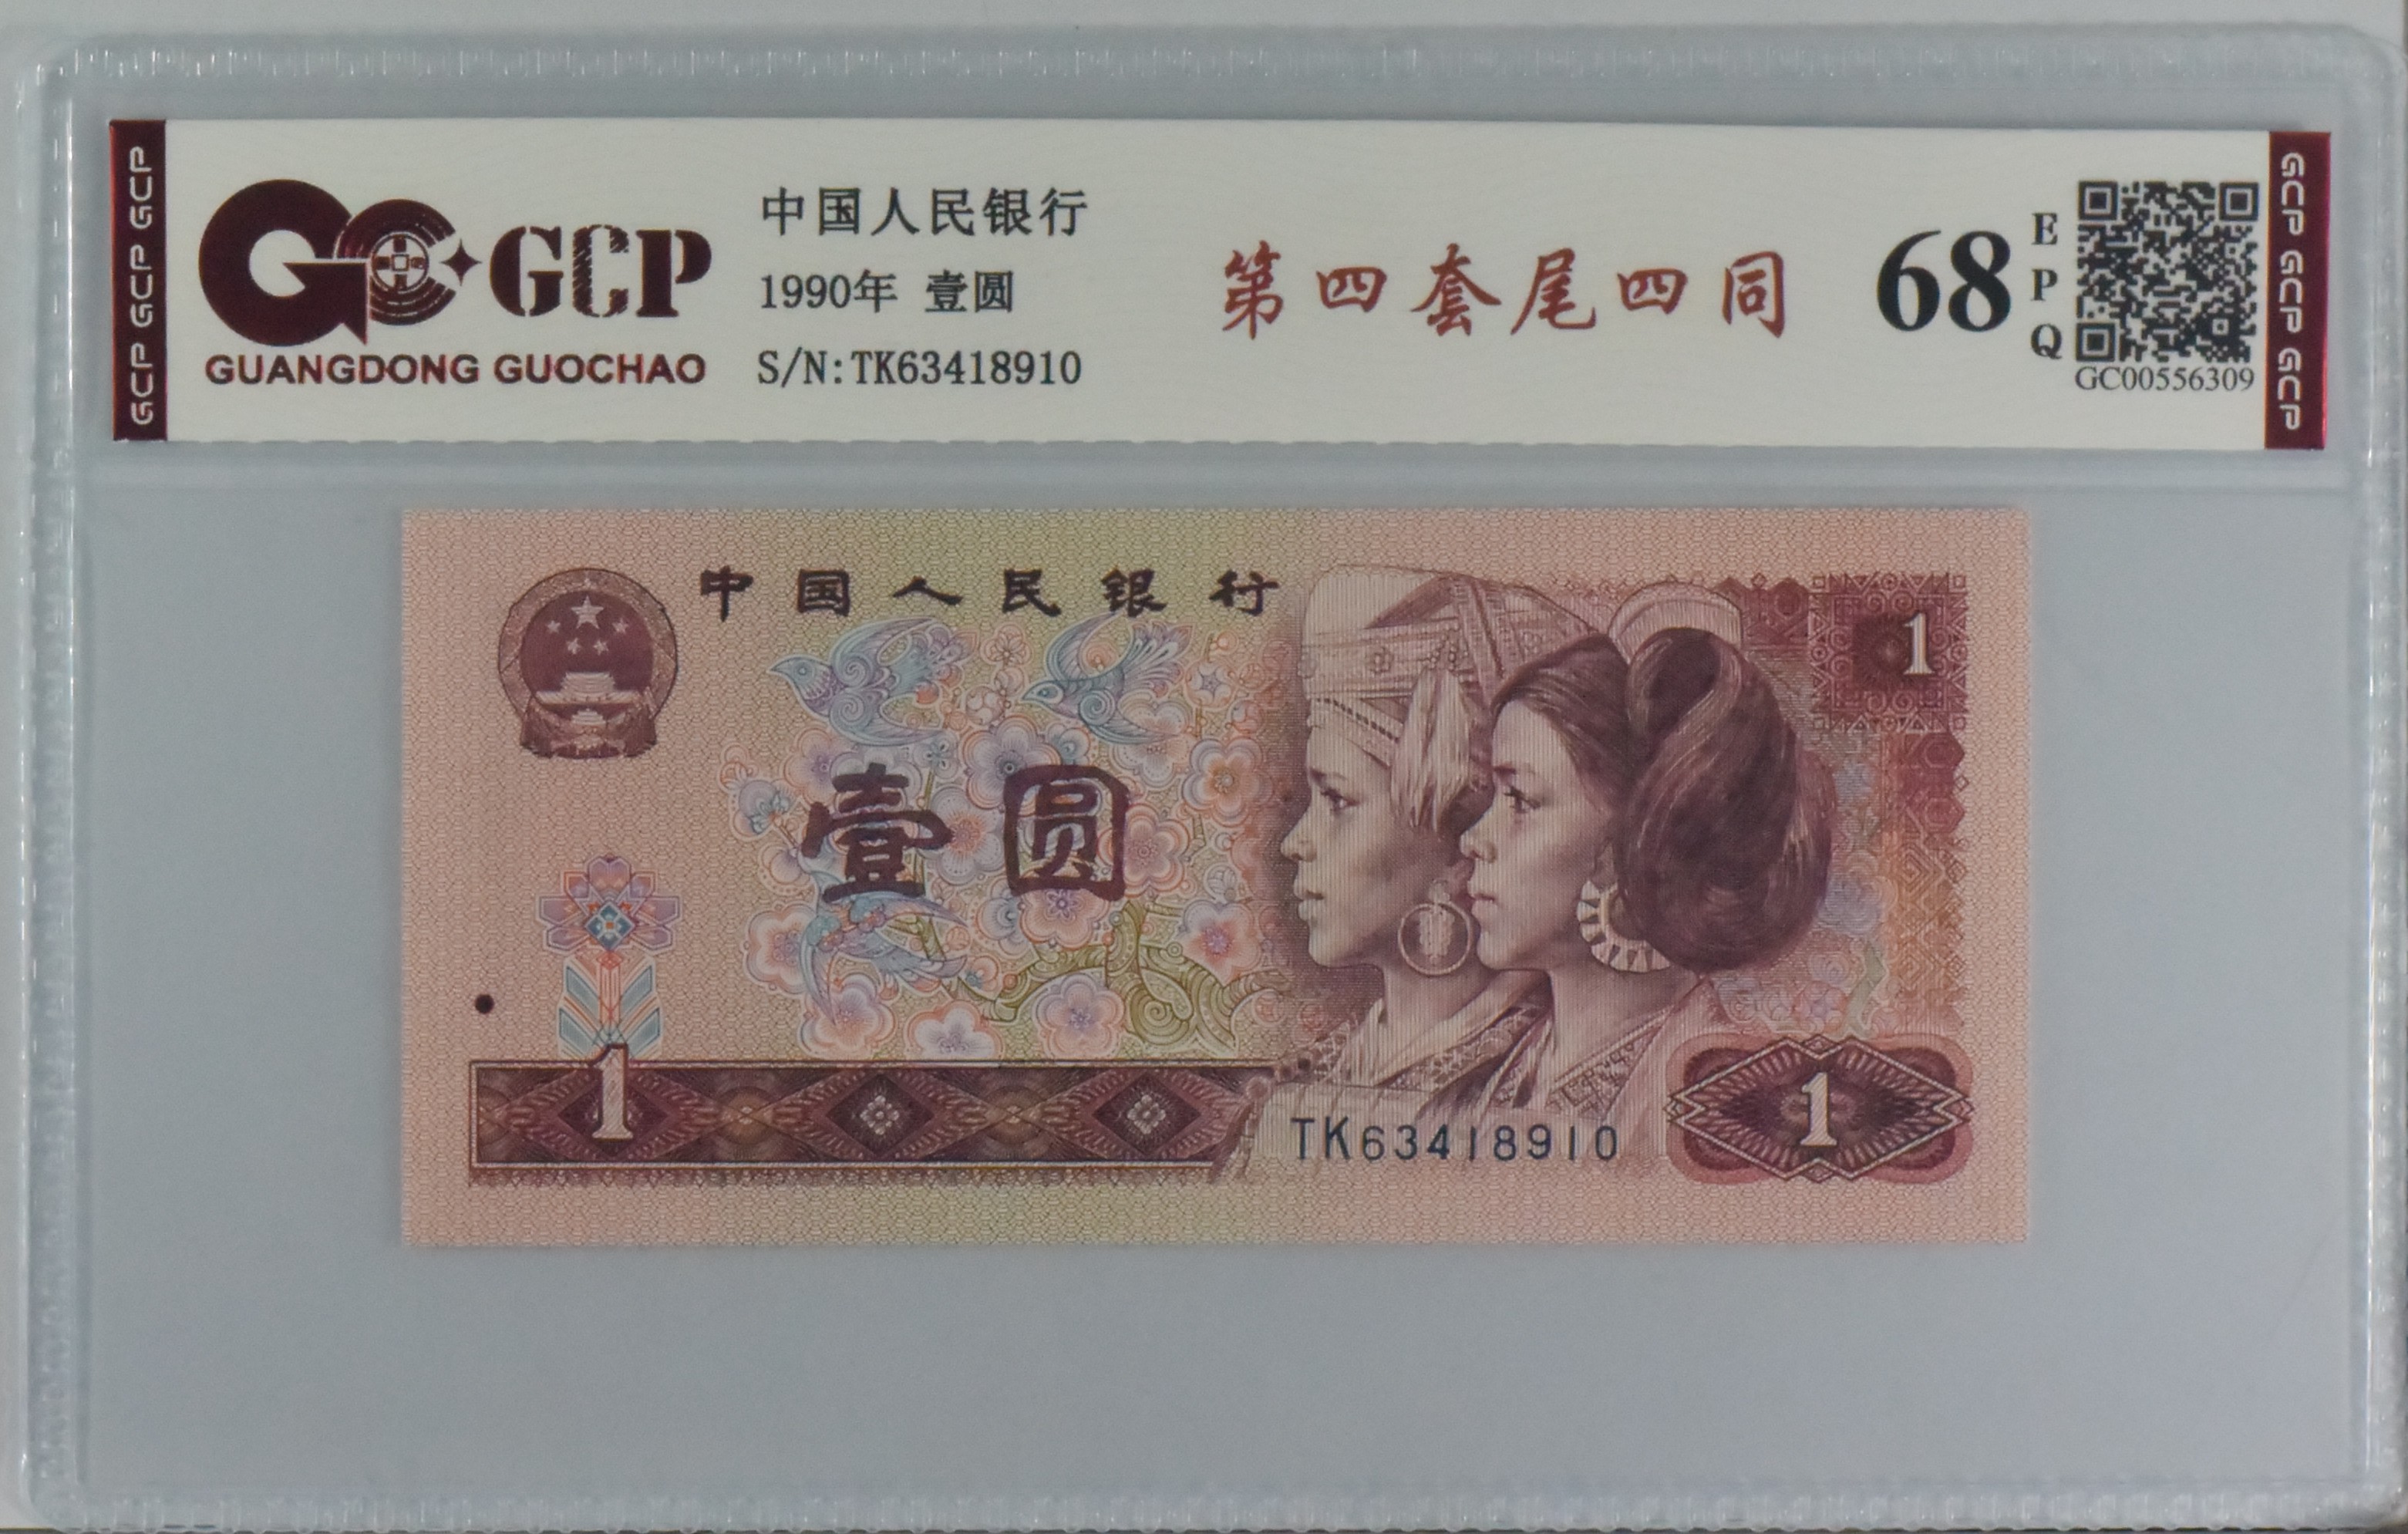 GCP GCP GCP
GCP
GUANGDONG GUOCHAO
中国人民银行
1990年 壹圆
S/N:TK63418910
第四套尾四同
68
EPQ
GC00556309
GCP GCP GCP
中国人民银行
1
壹圆
1
TK63418910
1